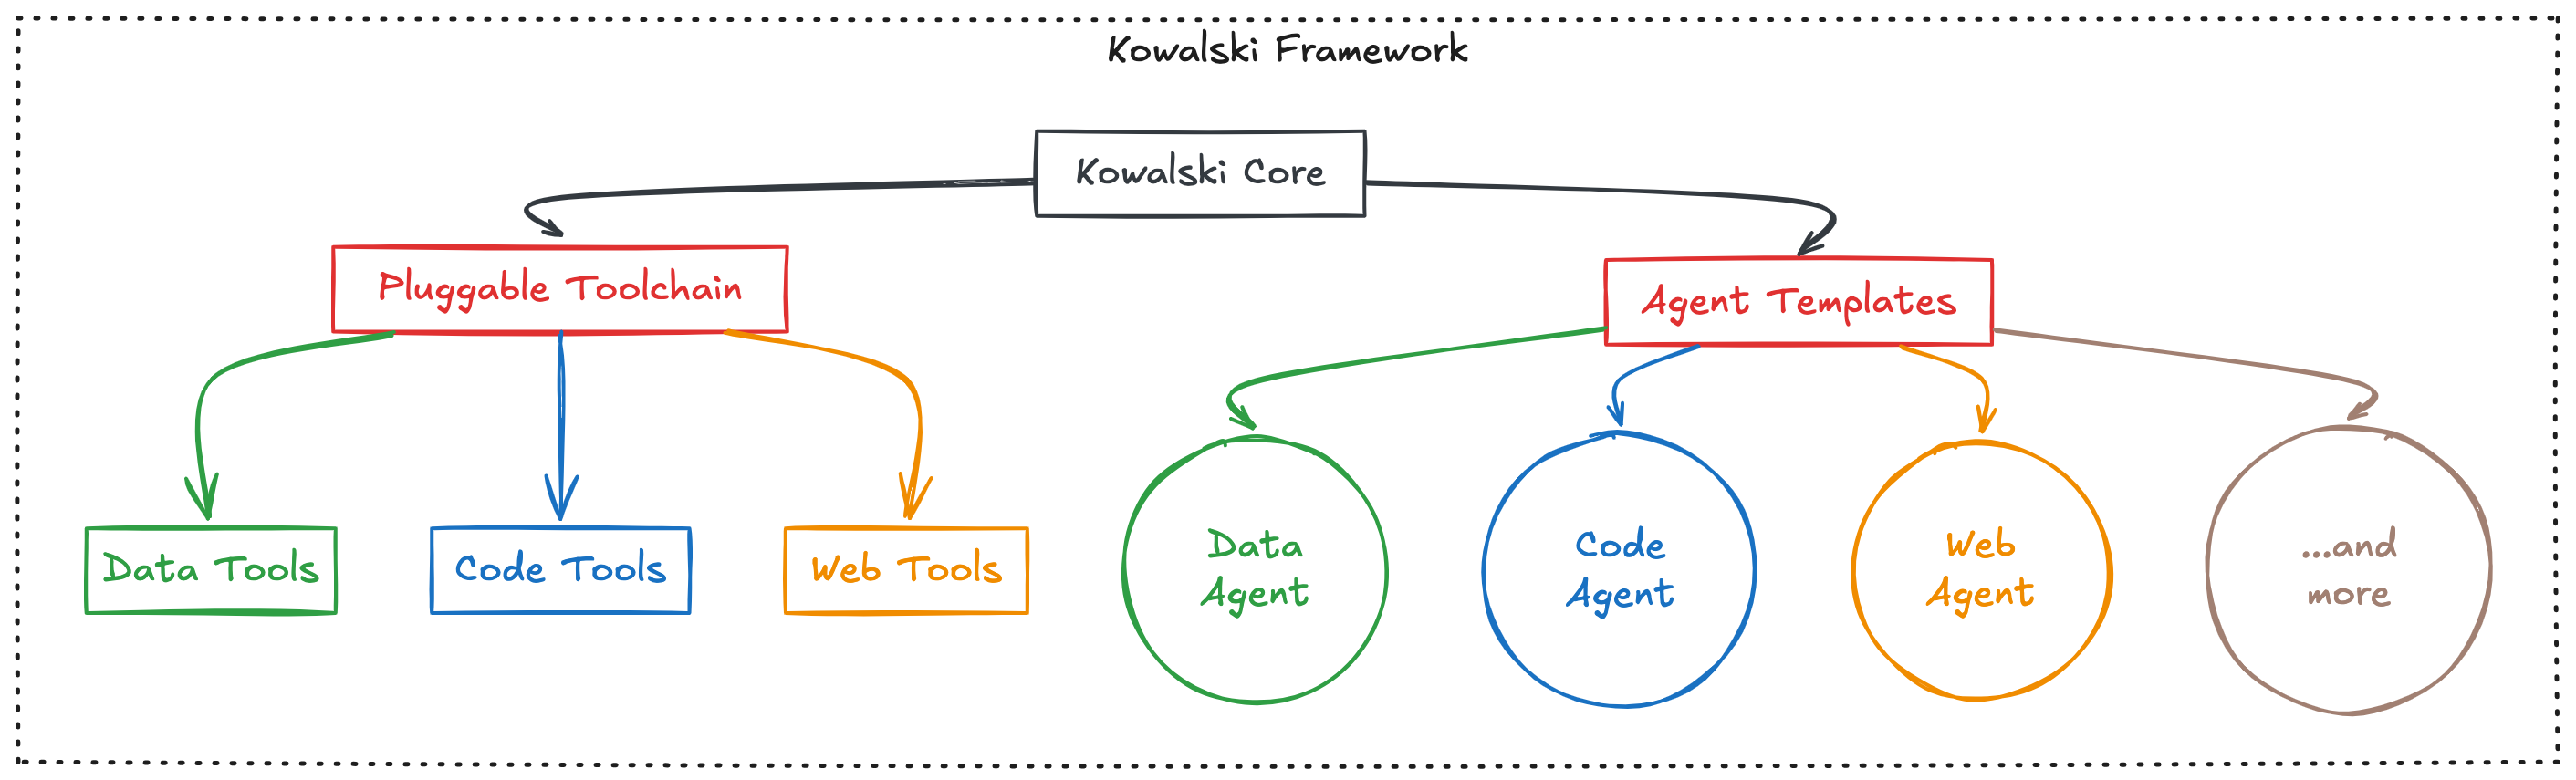 Kowalski Framework
Kowalski Core
Pluggable Toolchain
Agent Templates
Data Tools
Code Tools
Web Tools
Data
Agent
Code
Agent
Web
Agent
...and
more